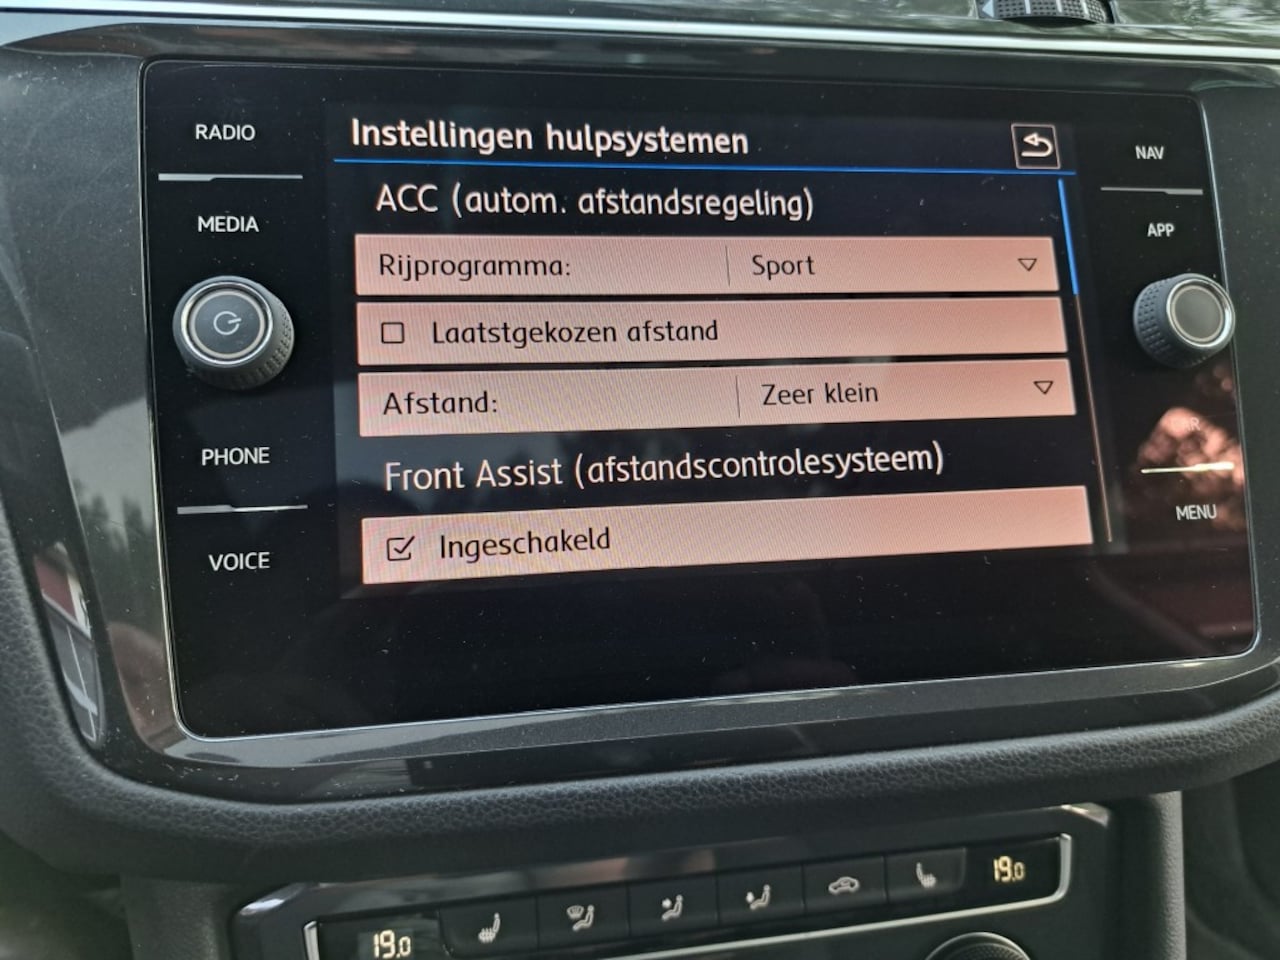 RADIO
MEDIA
PHONE
VOICE
Instellingen hulpsystemen
ACC (autom. afstandsregeling)
Rijprogramma: Sport
Laatstgekozen afstand
Afstand: Zeer klein
Front Assist (afstandscontrolesysteem)
Ingeschakeld
NAV
APP
MENU
19.0
19.0